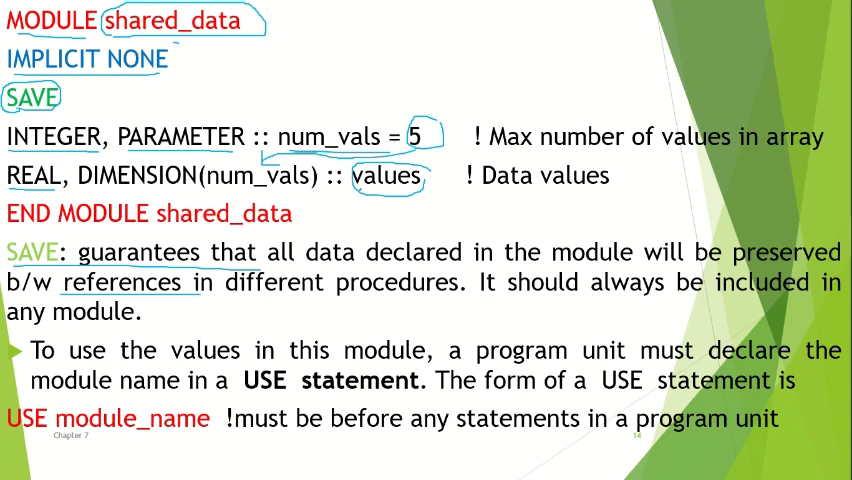 MODULE shared_data
IMPLICIT NONE
SAVE
INTEGER, PARAMETER :: num_vals = 5 ! Max number of values in array
REAL, DIMENSION(num_vals) :: values ! Data values
END MODULE shared_data
SAVE: guarantees that all data declared in the module will be preserved
b/w references in different procedures. It should always be included in
any module.
To use the values in this module, a program unit must declare the
module name in a USE statement. The form of a USE statement is
USE module_name !must be before any statements in a program unit
Chapter 7 14